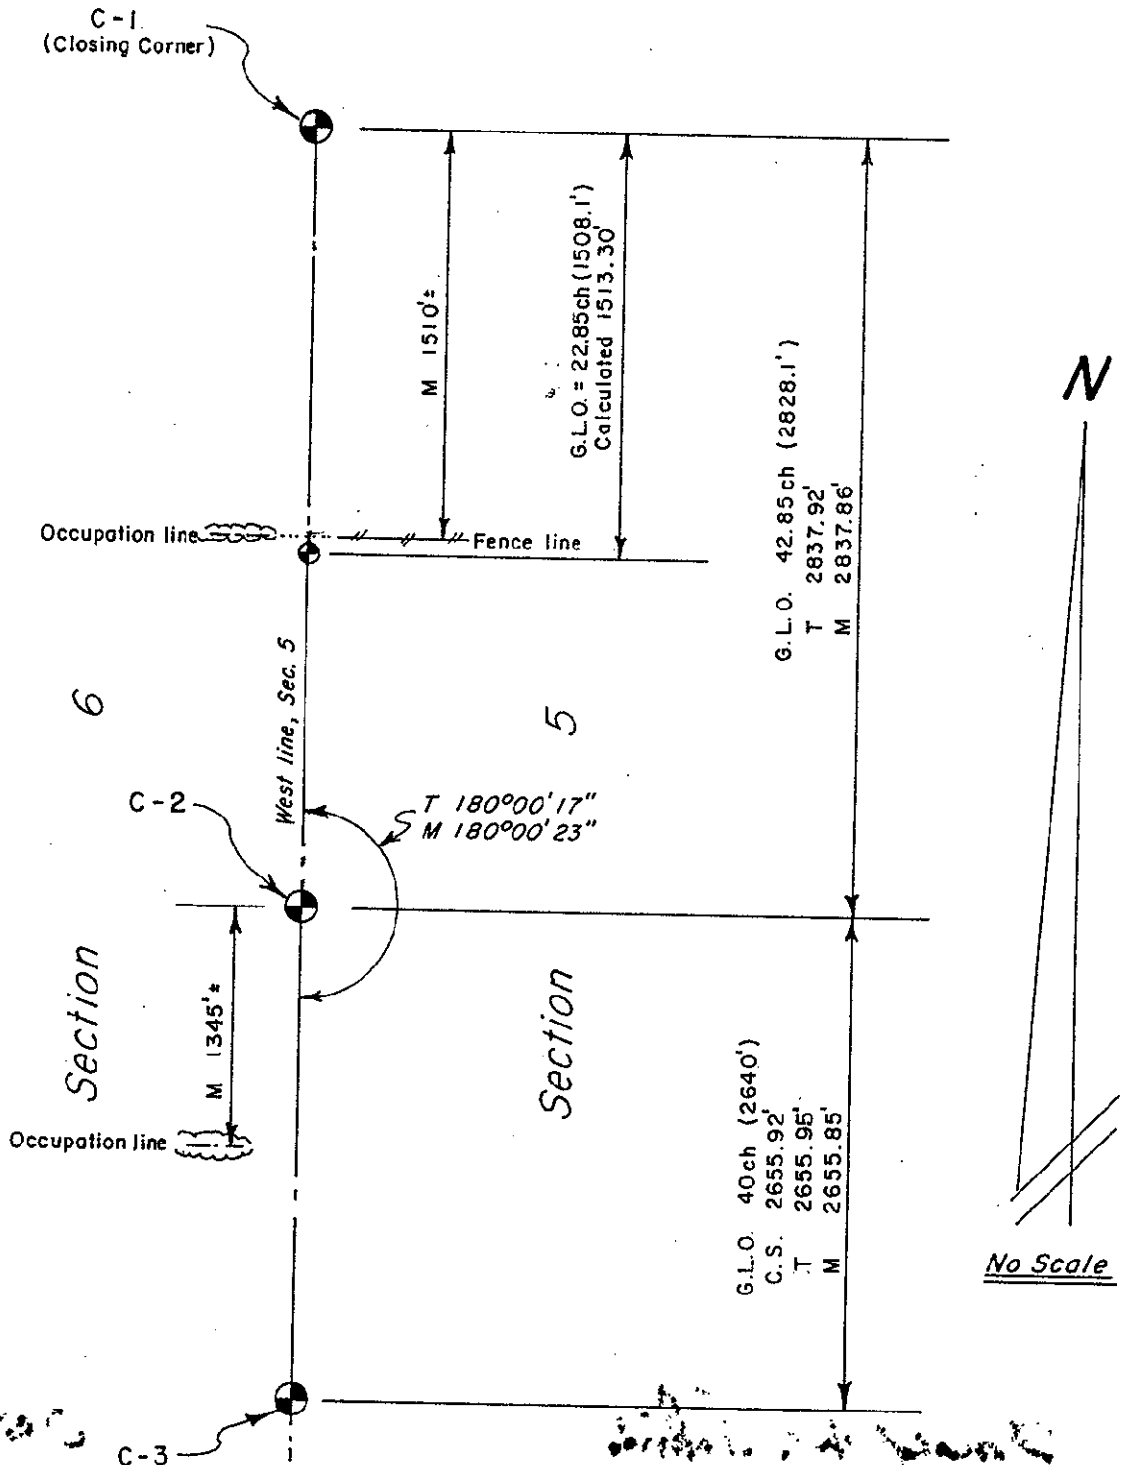 C-1
(Closing Corner)
M 1510'±
G.L.O. = 22.85ch (1508.1')
Calculated 1513.30'
G.L.O. 42.85ch (2828.1')
T 2837.92'
M 2837.86'
N
Occupation line
Fence line
West line, Sec. 5
6
5
C-2
T 180°00'17"
M 180°00'23"
Section
M 1345'±
Section
Occupation line
G.L.O. 40ch (2640')
C.S. 2655.92'
T 2655.95'
M 2655.85'
No Scale
C-3